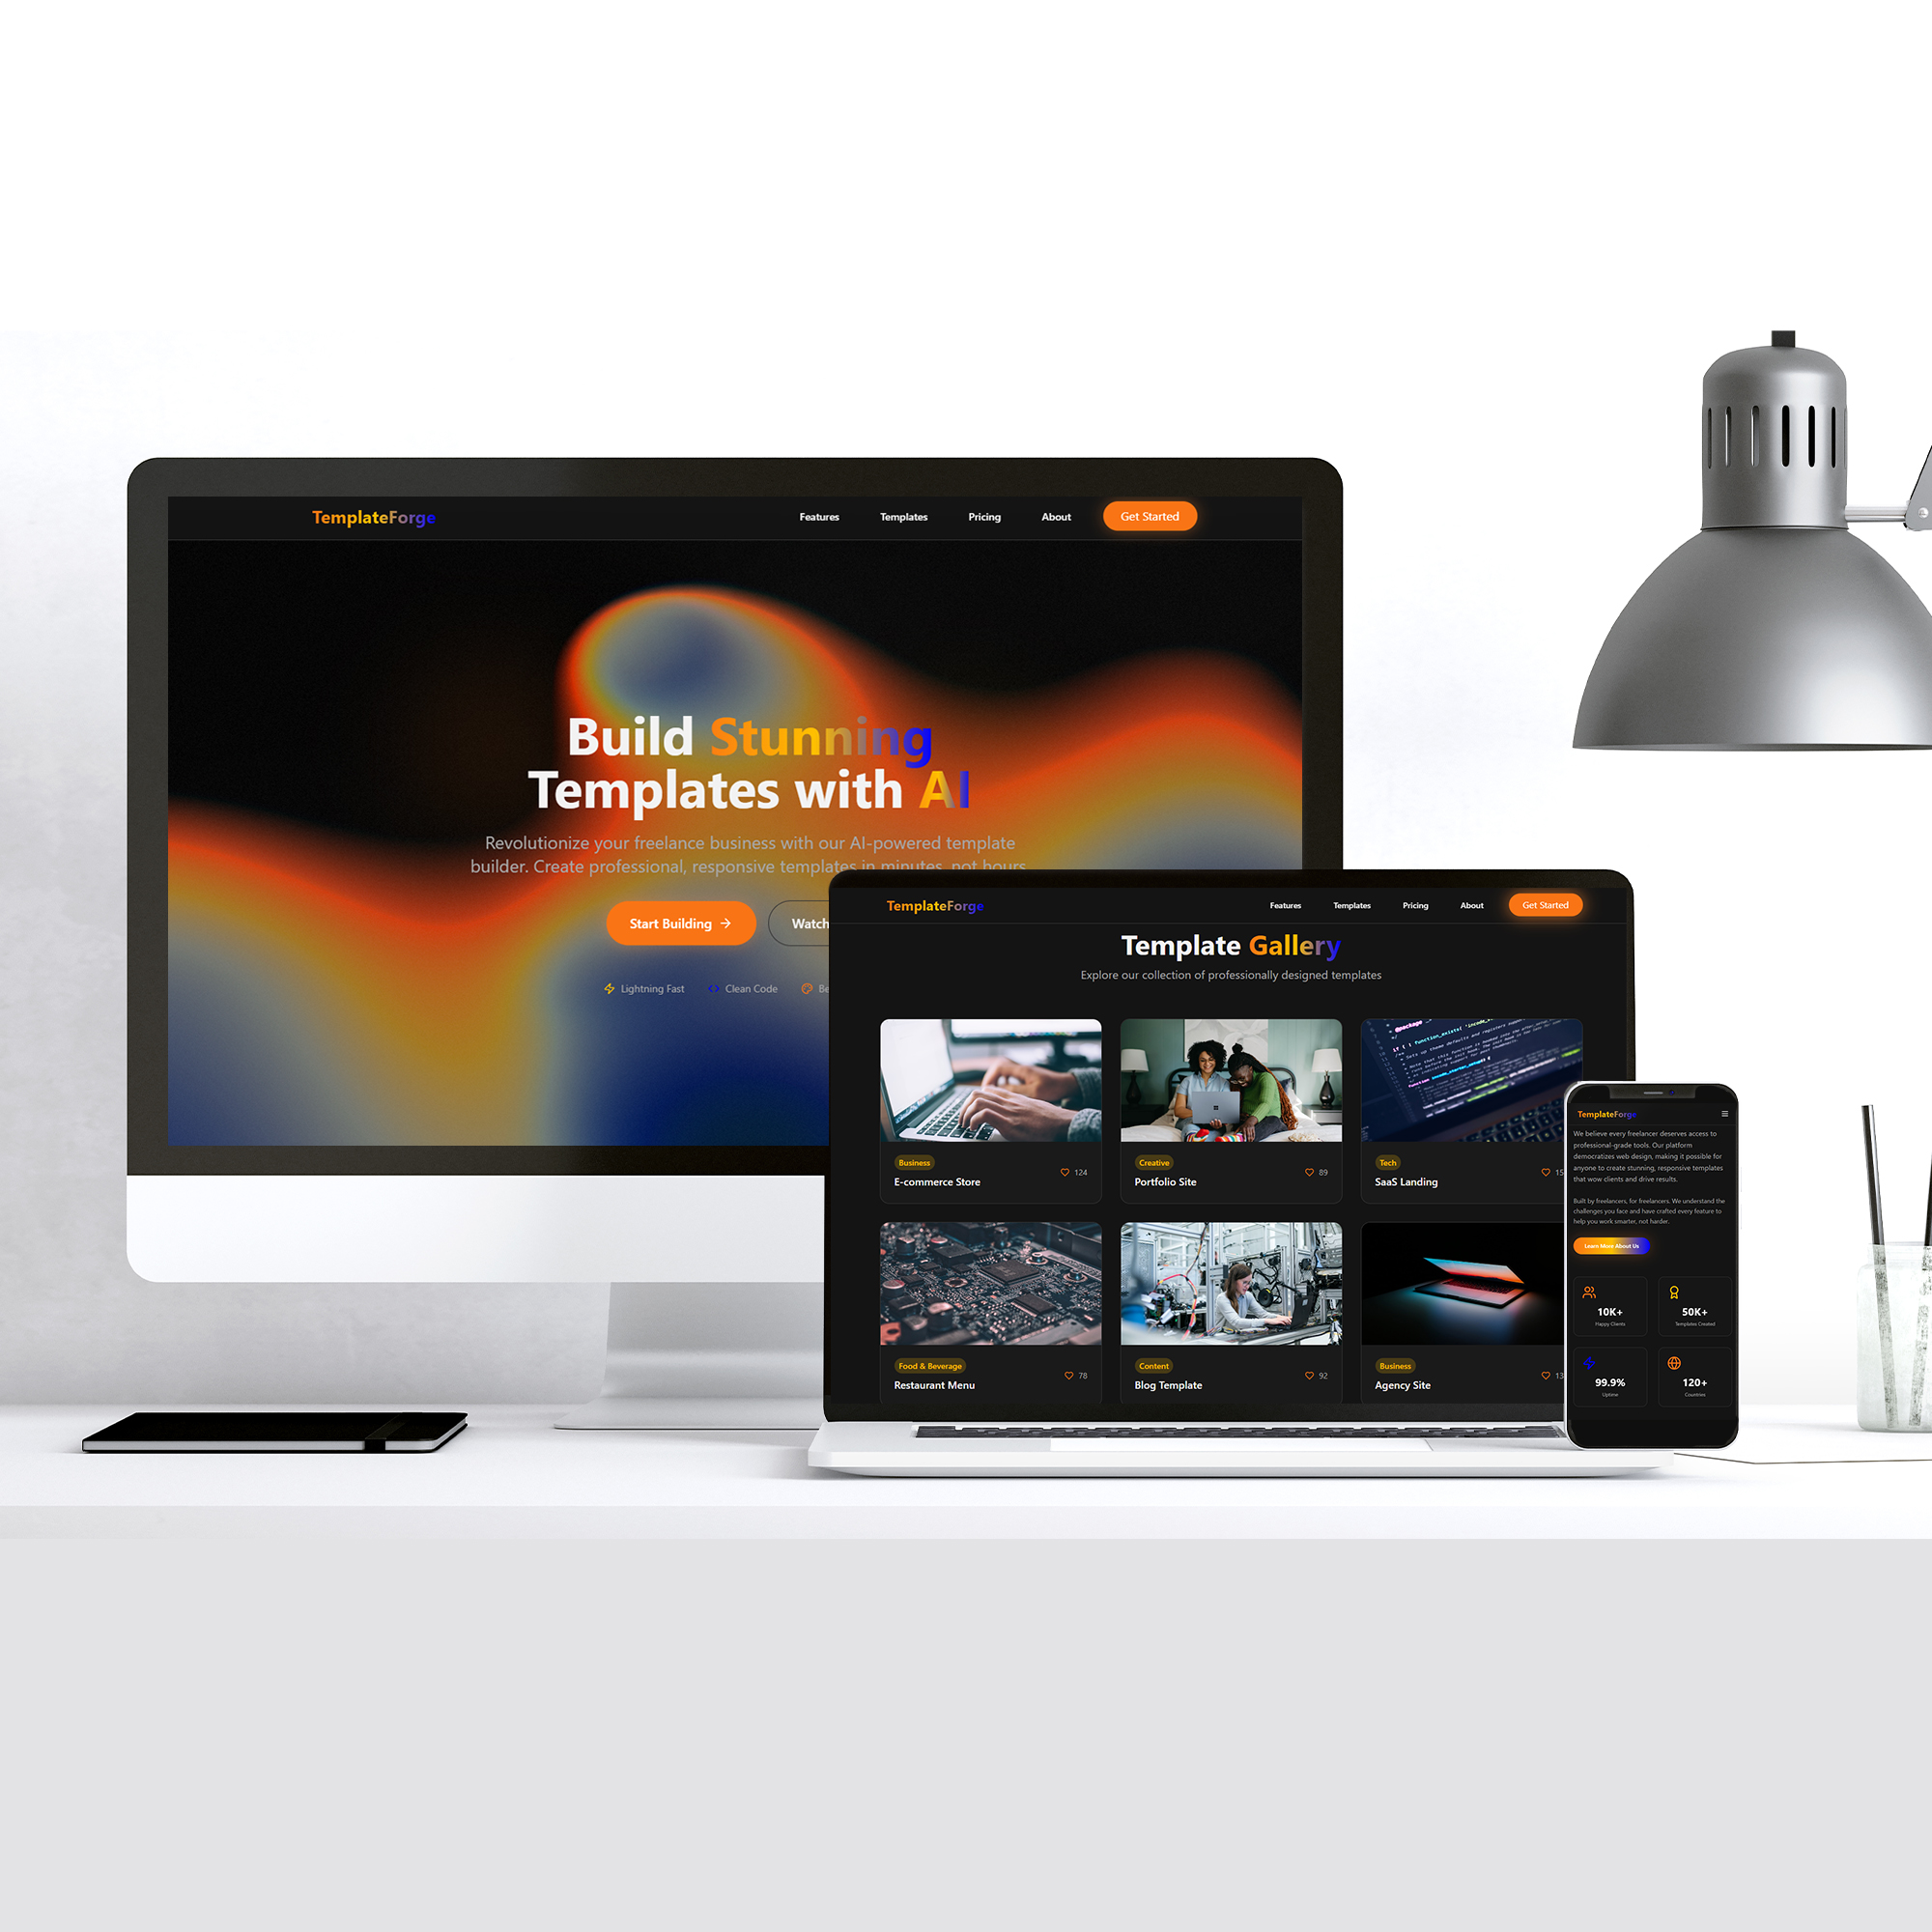 TemplateForge
Features
Templates
Pricing
About
Get Started
Build Stunning
Templates with AI
Revolutionize your freelance business with our AI-powered template
builder. Create professional, responsive templates in minutes, not hours
Start Building
Watch
Lightning Fast
Clean Code
Be
TemplateForge
Features
Templates
Pricing
About
Get Started
Template Gallery
Explore our collection of professionally designed templates
Business
E-commerce Store
124
Creative
Portfolio Site
89
Tech
SaaS Landing
15
Food & Beverage
Restaurant Menu
78
Content
Blog Template
92
Business
Agency Site
13
TemplateForge
We believe every freelancer deserves access to
professional-grade tools. Our platform
democratizes web design, making it possible for
anyone to create stunning, responsive templates
that wow clients and drive results.
Built by freelancers, for freelancers. We understand the
challenges you face and have crafted every feature to
help you work smarter, not harder.
Learn More About Us
10K+
Happy Clients
50K+
Templates Created
99.9%
Uptime
120+
Countries